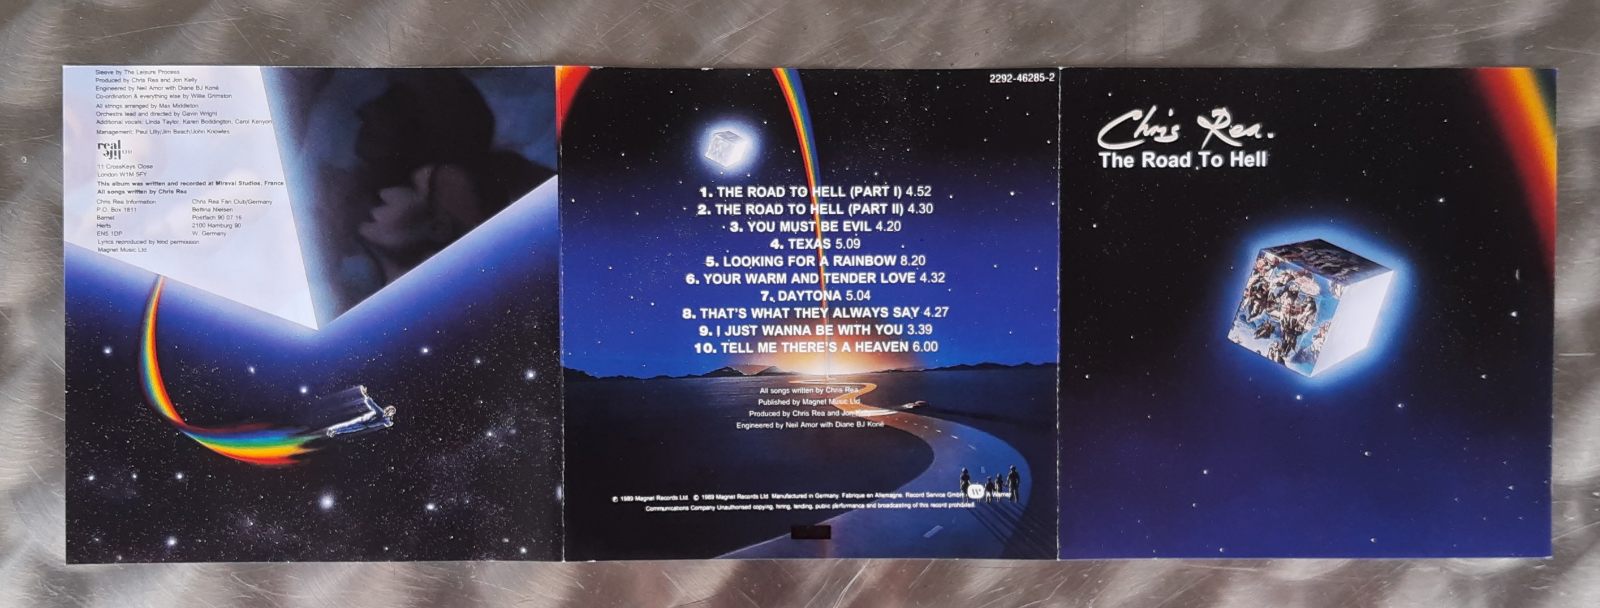 Sleeve by The Leisure Process
Produced by Chris Rea and Jon Kelly
Engineered by Neil Amor with Diane BJ Koné
Co-ordination & everything else by Willie Grimston
All strings arranged by Max Middleton
Orchestra lead and directed by Gavin Wright
Additional vocals: Linda Taylor, Karen Boddington, Carol Kenyon
Management: Paul Lilly/Jim Beach/John Knowles
real
life
LTD
11 CrossKeys Close
London W1M 5FY
This album was written and recorded at Miraval Studios, France
All songs written by Chris Rea
Chris Rea Information
P.O. Box 1811
Barnet
Herts
EN5 1DP
Chris Rea Fan Club/Germany
Bettina Nielsen
Postfach 90 07 16
2100 Hamburg 90
W. Germany
Lyrics reproduced by kind permission
Magnet Music Ltd
2292-46285-2
1. THE ROAD TO HELL (PART I) 4.52
2. THE ROAD TO HELL (PART II) 4.30
3. YOU MUST BE EVIL 4.20
4. TEXAS 5.09
5. LOOKING FOR A RAINBOW 8.20
6. YOUR WARM AND TENDER LOVE 4.32
7. DAYTONA 5.04
8. THAT'S WHAT THEY ALWAYS SAY 4.27
9. I JUST WANNA BE WITH YOU 3.39
10. TELL ME THERE'S A HEAVEN 6.00
All songs written by Chris Rea
Published by Magnet Music Ltd
Produced by Chris Rea and Jon Kelly
Engineered by Neil Amor with Diane BJ Koné
℗ 1989 Magnet Records Ltd. © 1989 Magnet Records Ltd. Manufactured in Germany. Fabriqué en Allemagne. Record Service GmbH A Warner
Communications Company Unauthorised copying, hiring, lending, public performance and broadcasting of this record prohibited.
Chris Rea.
The Road To Hell